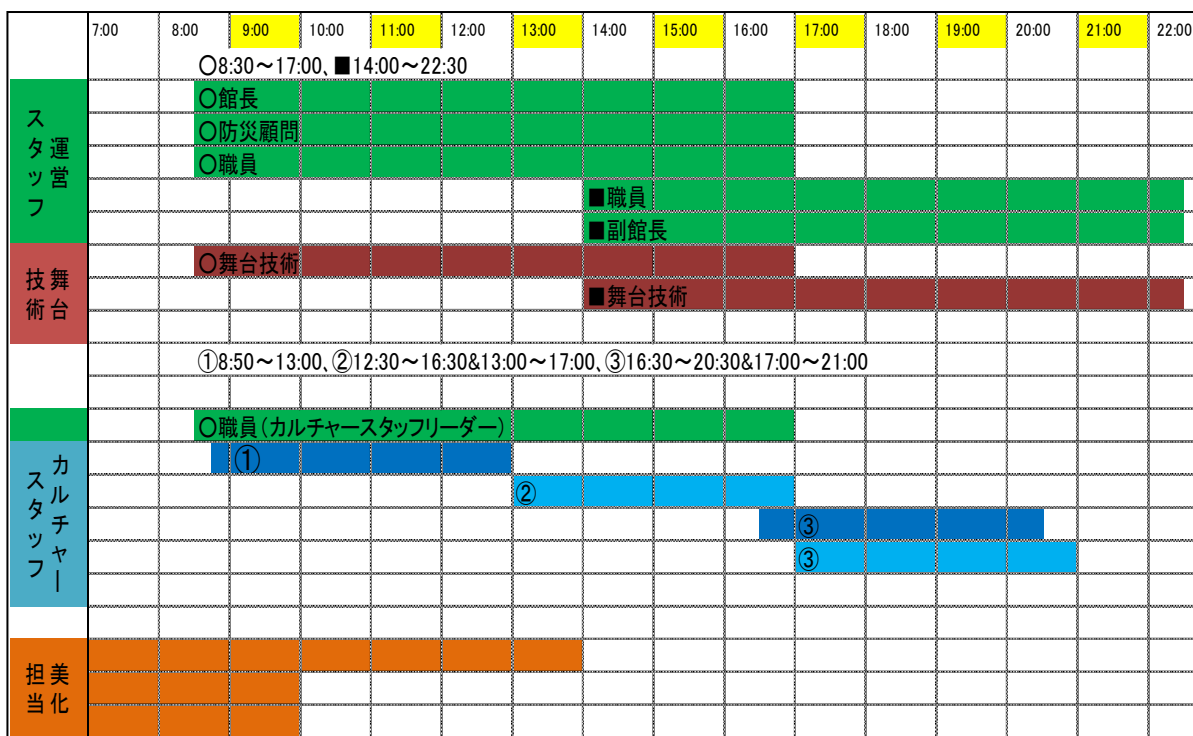 7:00 8:00 9:00 10:00 11:00 12:00 13:00 14:00 15:00 16:00 17:00 18:00 19:00 20:00 21:00 22:00
〇8:30～17:00、■14:00～22:30
運営スタッフ
〇館長
〇防災顧問
〇職員
■職員
■副館長
舞台技術
〇舞台技術
■舞台技術
①8:50～13:00、②12:30～16:30&13:00～17:00、③16:30～20:30&17:00～21:00
〇職員（カルチャースタッフリーダー）
カルチャースタッフ
①
②
③
③
美化担当